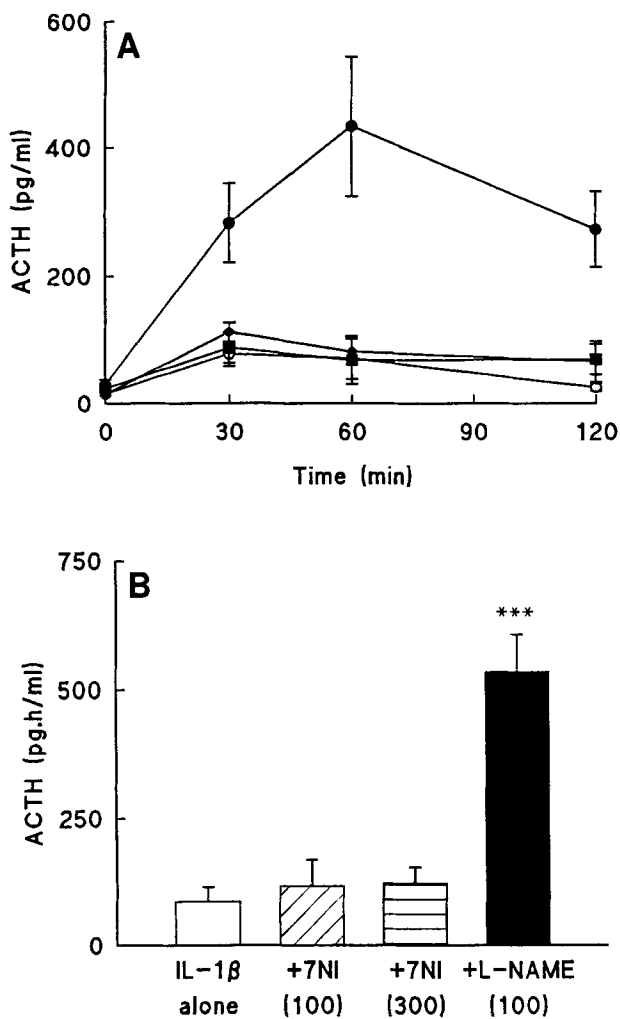 A
600
400
200
0
ACTH (pg/ml)
0 30 60 90 120
Time (min)
B
750
500
250
0
ACTH (pg.h/ml)
***
IL-1β +7NI +7NI +L-NAME
alone (100) (300) (100)